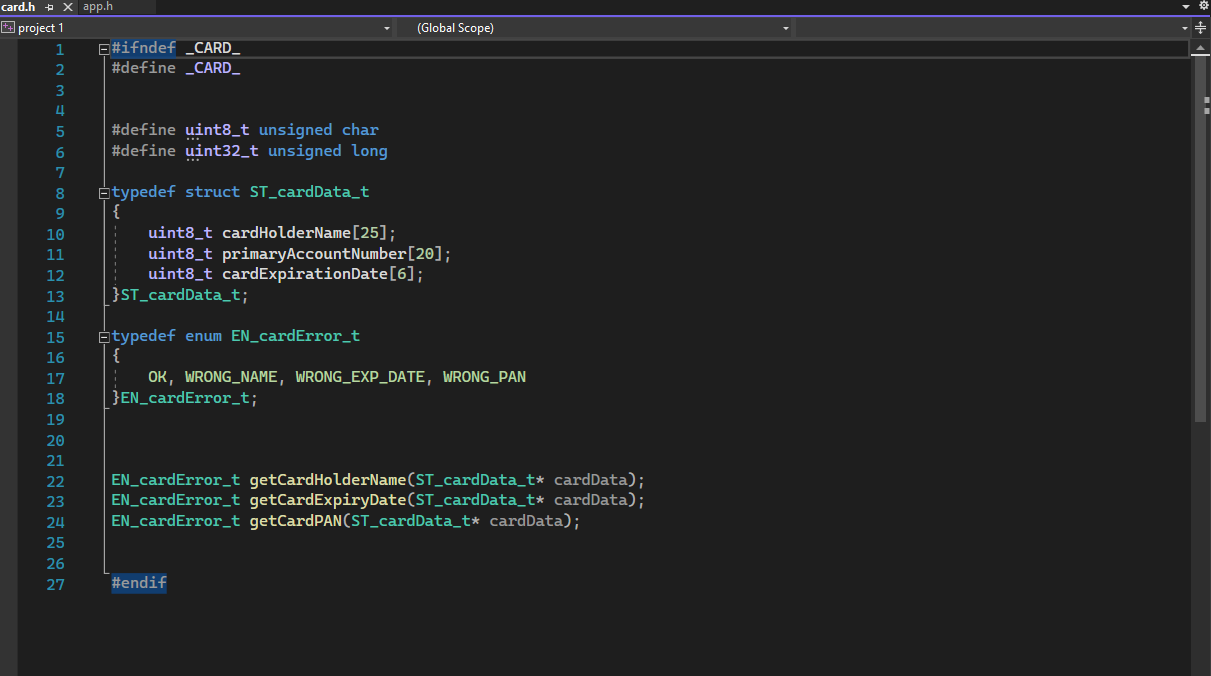 card.h app.h
project 1 (Global Scope)
1 #ifndef _CARD_
2 #define _CARD_
3
4
5 #define uint8_t unsigned char
6 #define uint32_t unsigned long
7
8 typedef struct ST_cardData_t
9 {
10 uint8_t cardHolderName[25];
11 uint8_t primaryAccountNumber[20];
12 uint8_t cardExpirationDate[6];
13 }ST_cardData_t;
14
15 typedef enum EN_cardError_t
16 {
17 OK, WRONG_NAME, WRONG_EXP_DATE, WRONG_PAN
18 }EN_cardError_t;
19
20
21
22 EN_cardError_t getCardHolderName(ST_cardData_t* cardData);
23 EN_cardError_t getCardExpiryDate(ST_cardData_t* cardData);
24 EN_cardError_t getCardPAN(ST_cardData_t* cardData);
25
26
27 #endif